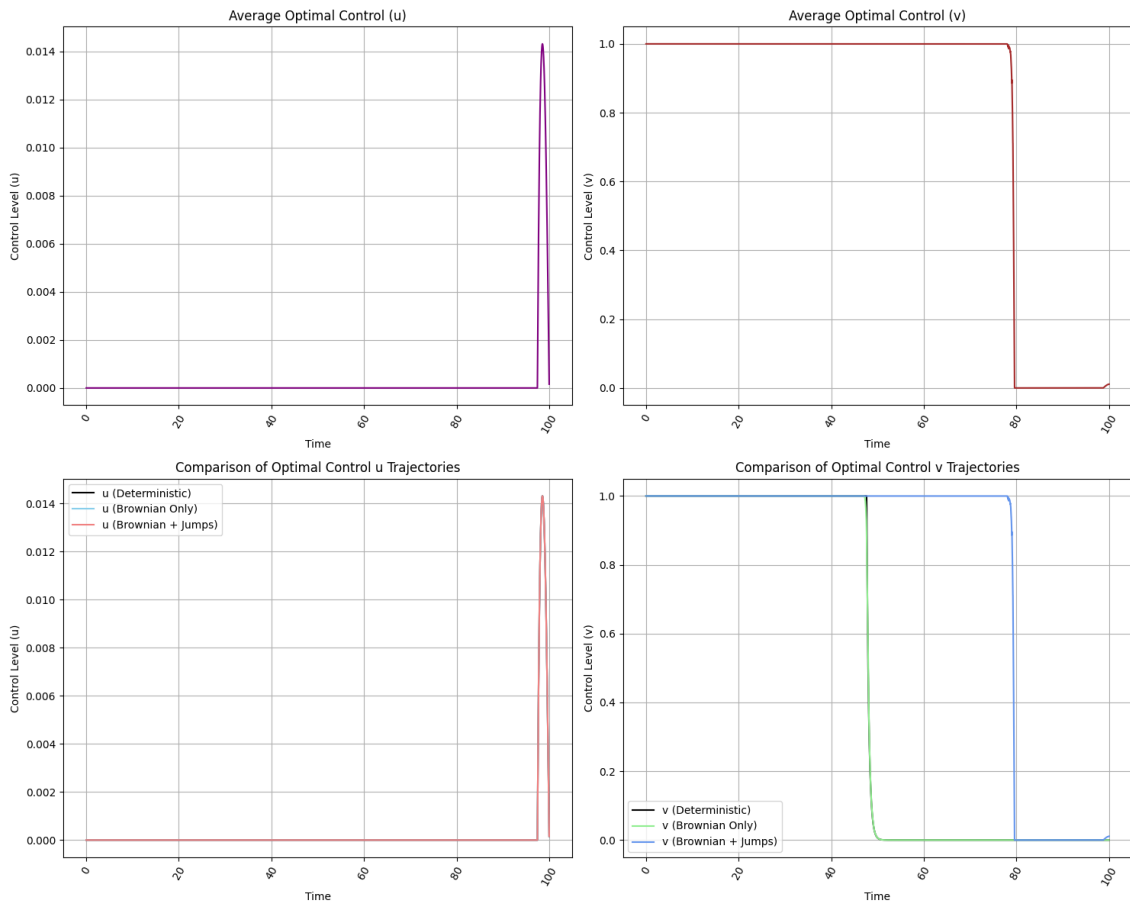 Average Optimal Control (u)
Control Level (u)
0.014
0.012
0.010
0.008
0.006
0.004
0.002
0.000
0
20
40
60
80
100
Time
Average Optimal Control (v)
Control Level (v)
1.0
0.8
0.6
0.4
0.2
0.0
0
20
40
60
80
100
Time
Comparison of Optimal Control u Trajectories
u (Deterministic)
u (Brownian Only)
u (Brownian + Jumps)
Control Level (u)
0.014
0.012
0.010
0.008
0.006
0.004
0.002
0.000
0
20
40
60
80
100
Time
Comparison of Optimal Control v Trajectories
Control Level (v)
1.0
0.8
0.6
0.4
0.2
0.0
v (Deterministic)
v (Brownian Only)
v (Brownian + Jumps)
0
20
40
60
80
100
Time